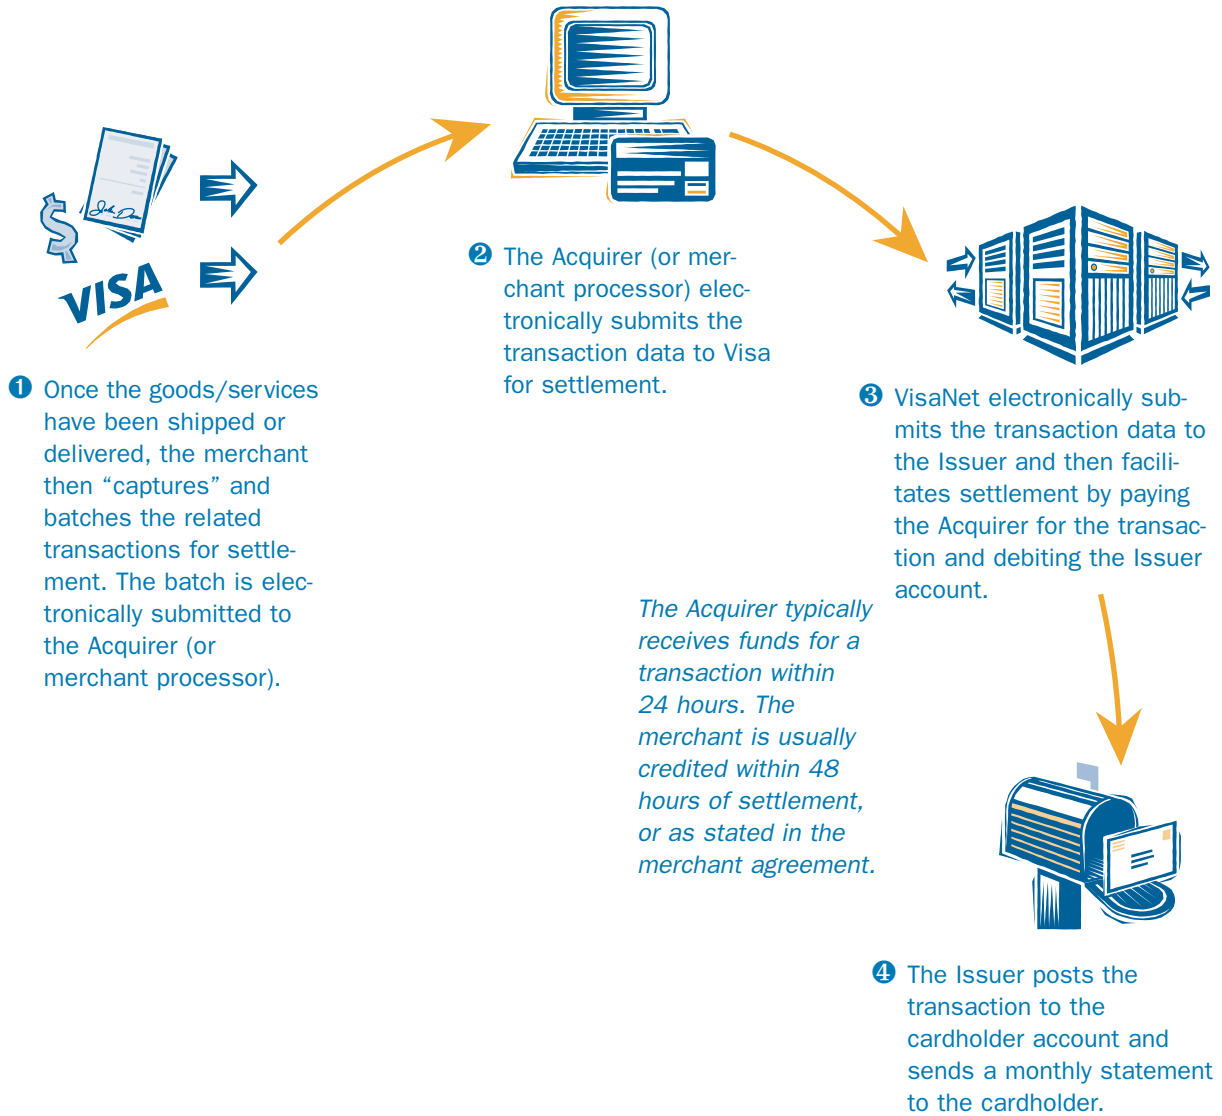 John Doe
VISA
❶ Once the goods/services
have been shipped or
delivered, the merchant
then “captures” and
batches the related
transactions for settle-
ment. The batch is elec-
tronically submitted to
the Acquirer (or
merchant processor).
❷ The Acquirer (or mer-
chant processor) elec-
tronically submits the
transaction data to Visa
for settlement.
❸ VisaNet electronically sub-
mits the transaction data to
the Issuer and then facili-
tates settlement by paying
the Acquirer for the transac-
tion and debiting the Issuer
account.
The Acquirer typically
receives funds for a
transaction within
24 hours. The
merchant is usually
credited within 48
hours of settlement,
or as stated in the
merchant agreement.
❹ The Issuer posts the
transaction to the
cardholder account and
sends a monthly statement
to the cardholder.